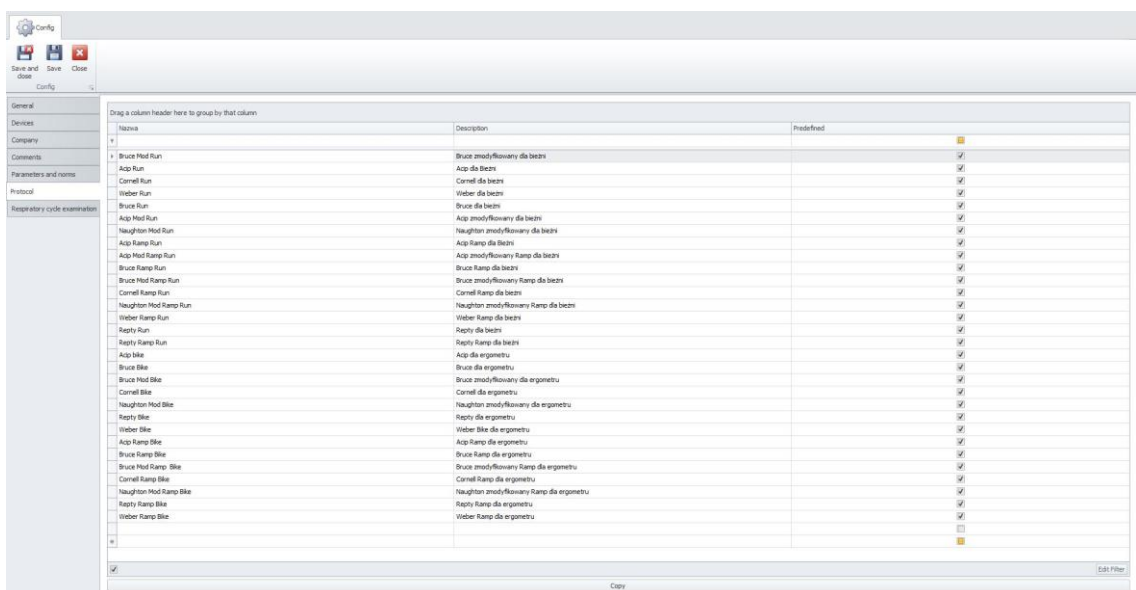 Config
Save and close
Save
Close
Config
General
Devices
Company
Comments
Parameters and norms
Protocol
Respiratory cycle examination
Drag a column header here to group by that column
Nazwa Description Predefined
Bruce Mod Run Bruce zmodyfikowany dla bieżni
Acip Run Acip dla Bieżni
Cornell Run Cornell dla bieżni
Weber Run Weber dla bieżni
Bruce Run Bruce dla bieżni
Acip Mod Run Acip zmodyfikowany dla bieżni
Naughton Mod Run Naughton zmodyfikowany dla bieżni
Acip Ramp Run Acip Ramp dla Bieżni
Acip Mod Ramp Run Acip zmodyfikowany Ramp dla bieżni
Bruce Ramp Run Bruce Ramp dla bieżni
Bruce Mod Ramp Run Bruce zmodyfikowany Ramp dla bieżni
Cornell Ramp Run Cornell Ramp dla bieżni
Naughton Mod Ramp Run Naughton zmodyfikowany Ramp dla bieżni
Weber Ramp Run Weber Ramp dla bieżni
Repty Run Repty dla bieżni
Repty Ramp Run Repty Ramp dla bieżni
Acip bike Acip dla ergometru
Bruce Bike Bruce dla ergometru
Bruce Mod Bike Bruce zmodyfikowany dla ergometru
Cornell Bike Cornell dla ergometru
Naughton Mod Bike Naughton zmodyfikowany dla ergometru
Repty Bike Repty dla ergometru
Weber Bike Weber Bike dla ergometru
Acip Ramp Bike Acip Ramp dla ergometru
Bruce Ramp Bike Bruce Ramp dla ergometru
Bruce Mod Ramp Bike Bruce zmodyfikowany Ramp dla ergometru
Cornell Ramp Bike Cornell Ramp dla ergometru
Naughton Mod Ramp Bike Naughton zmodyfikowany Ramp dla ergometru
Repty Ramp Bike Repty Ramp dla ergometru
Weber Ramp Bike Weber Ramp dla ergometru
Edit Filter
Copy